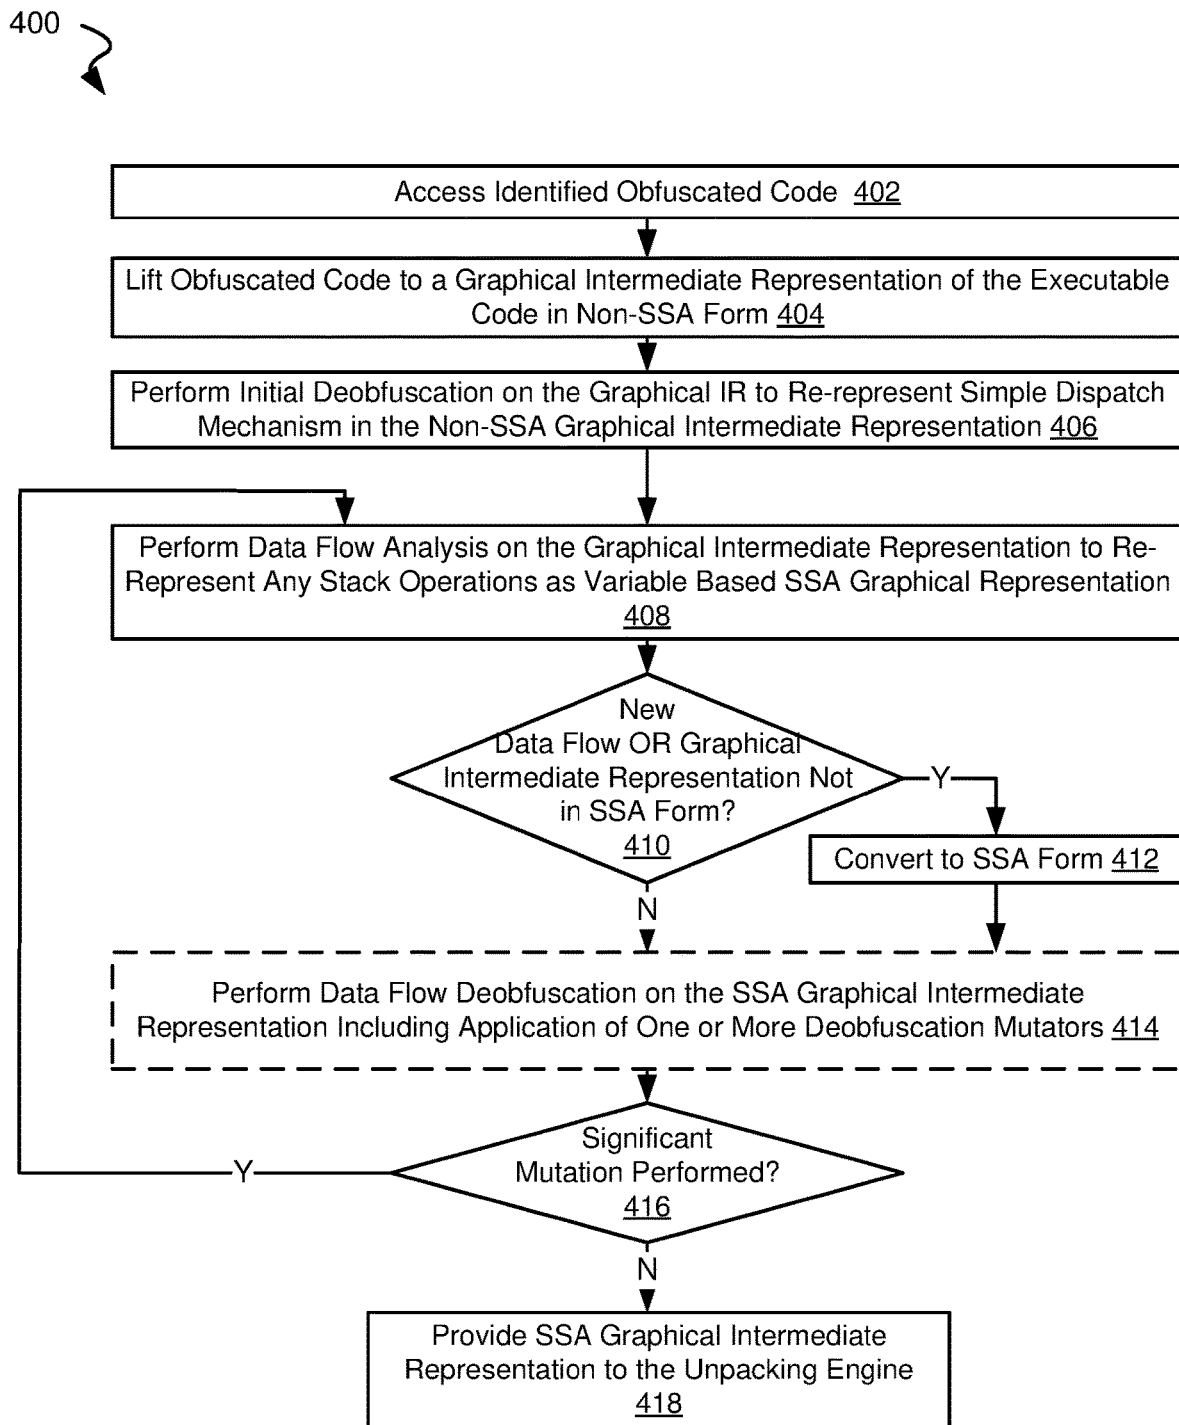 400
Access Identified Obfuscated Code 402
Lift Obfuscated Code to a Graphical Intermediate Representation of the Executable
Code in Non-SSA Form 404
Perform Initial Deobfuscation on the Graphical IR to Re-represent Simple Dispatch
Mechanism in the Non-SSA Graphical Intermediate Representation 406
Perform Data Flow Analysis on the Graphical Intermediate Representation to Re-
Represent Any Stack Operations as Variable Based SSA Graphical Representation
408
New
Data Flow OR Graphical
Intermediate Representation Not
in SSA Form?
410
Y
Convert to SSA Form 412
N
Perform Data Flow Deobfuscation on the SSA Graphical Intermediate
Representation Including Application of One or More Deobfuscation Mutators 414
Significant
Mutation Performed?
416
Y
N
Provide SSA Graphical Intermediate
Representation to the Unpacking Engine
418